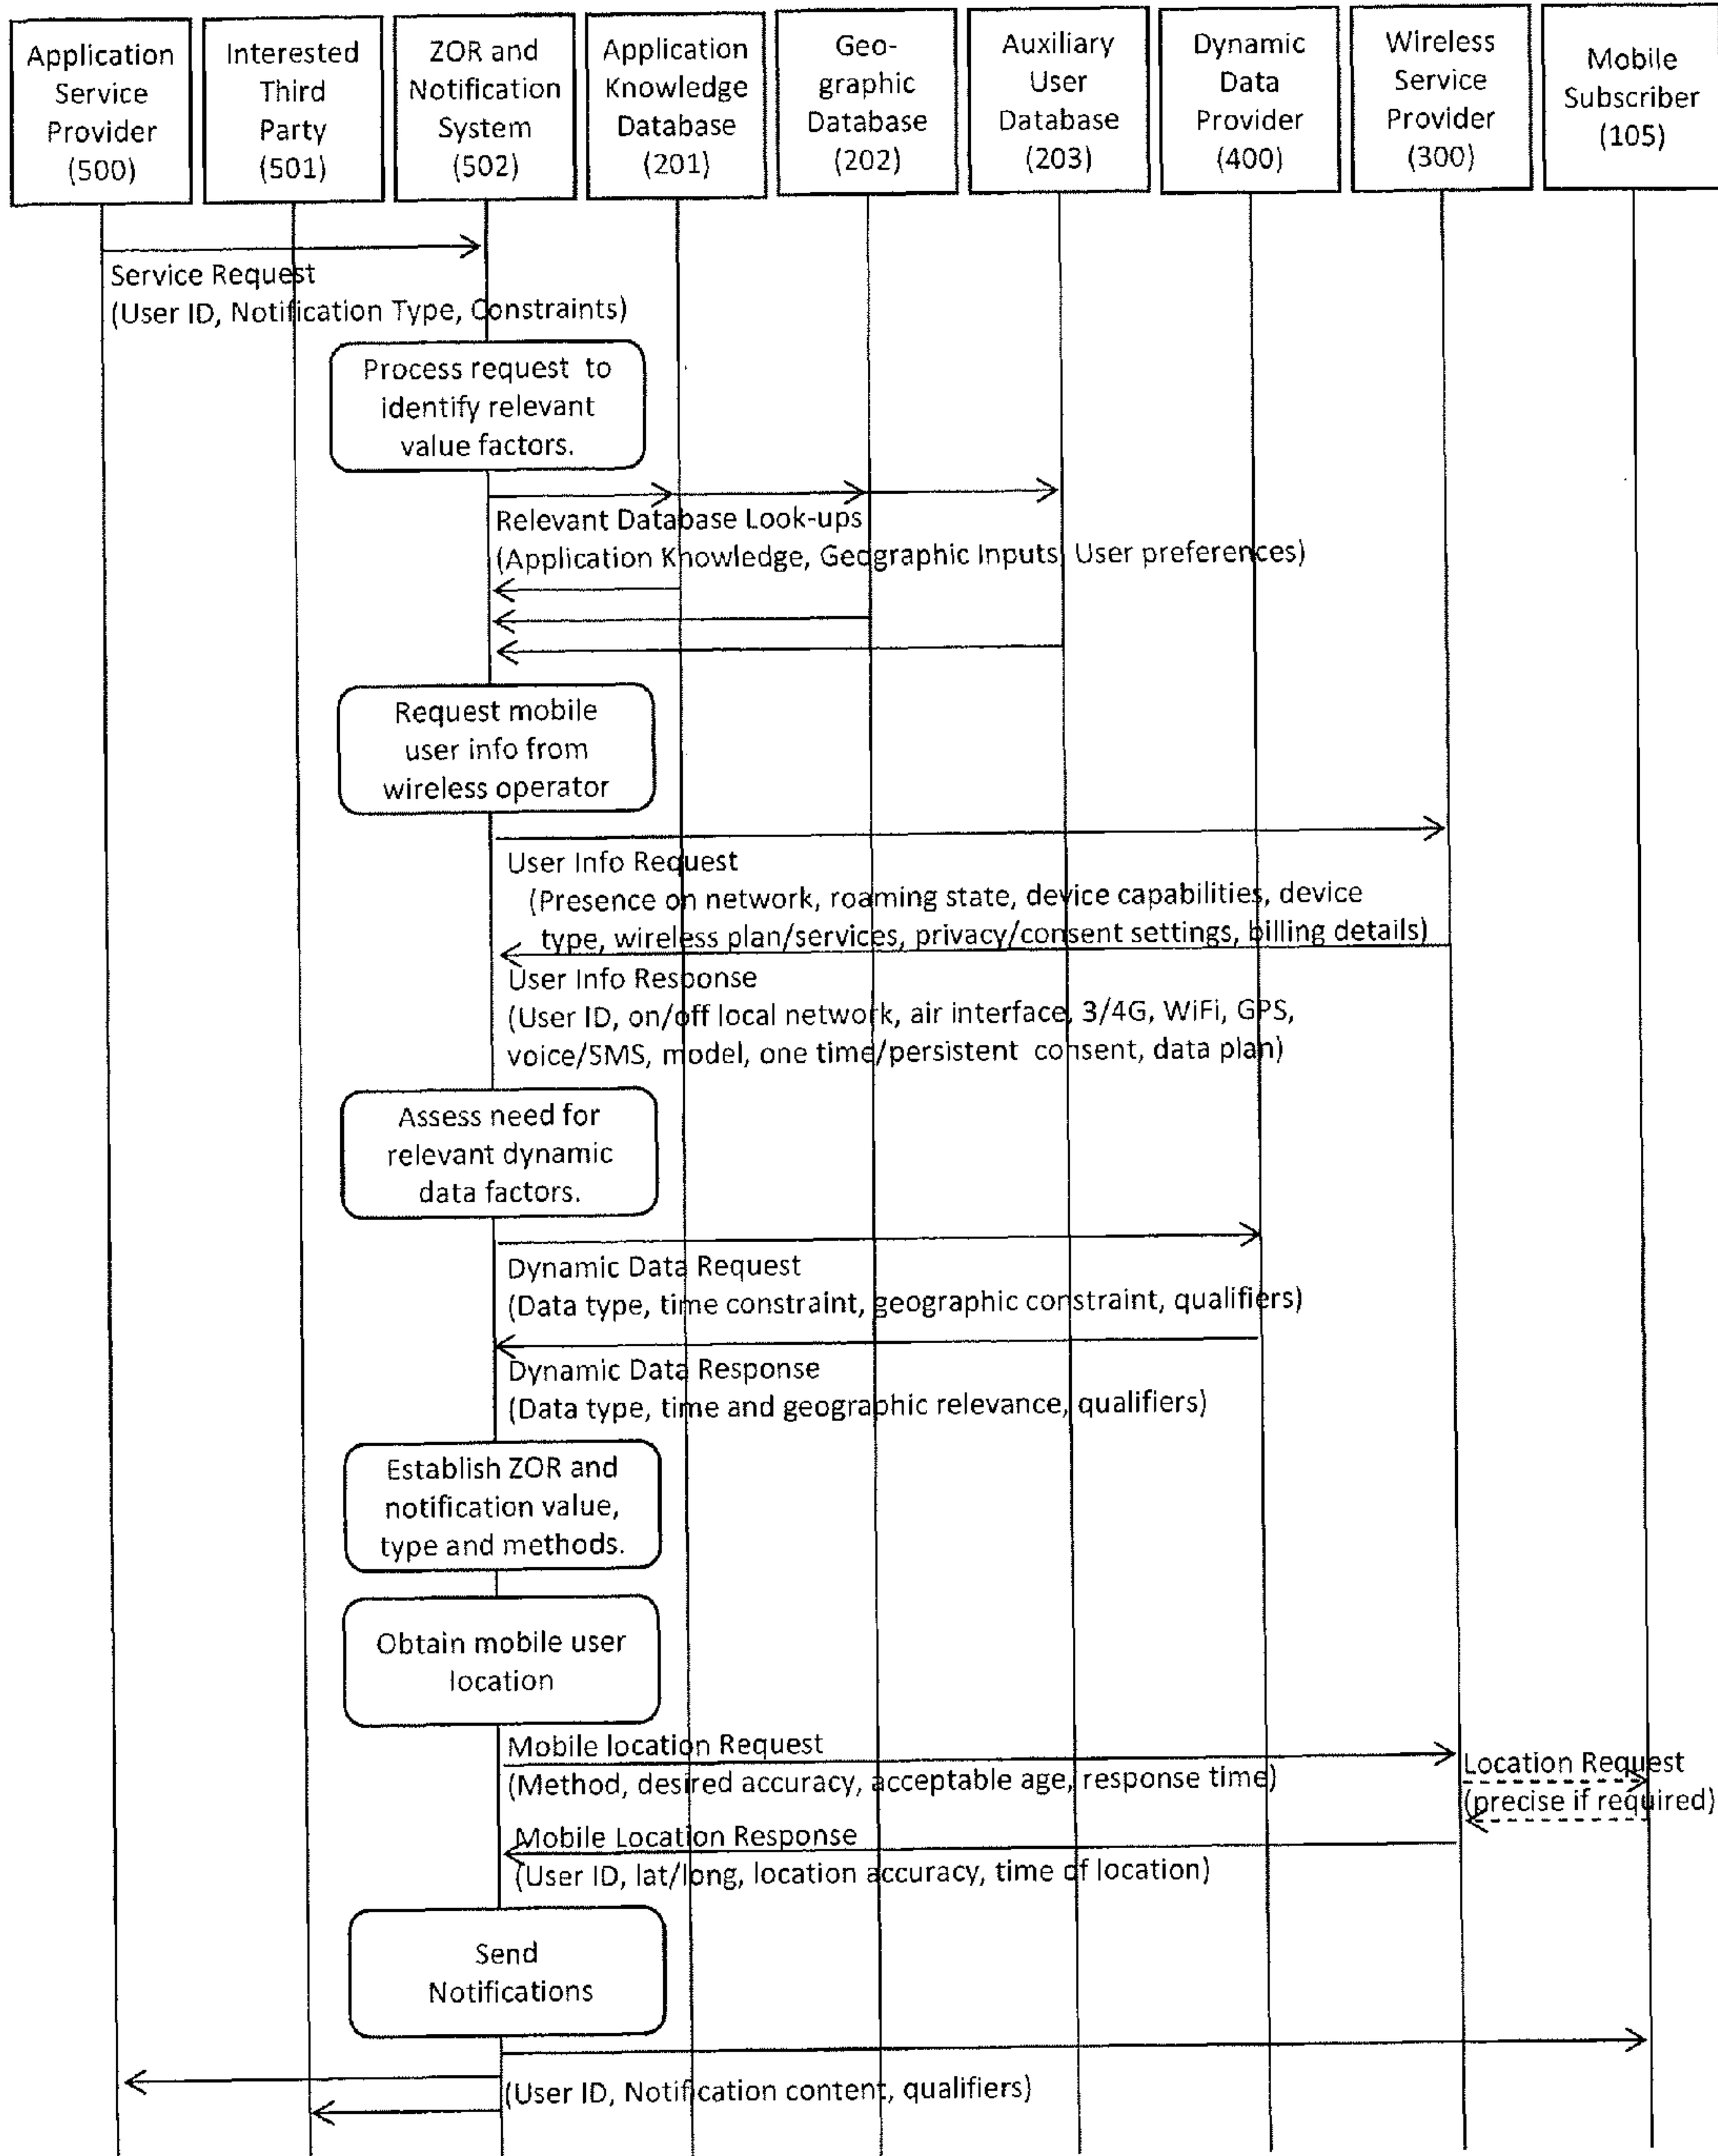 Application
Service
Provider
(500)
Interested
Third
Party
(501)
ZOR and
Notification
System
(502)
Application
Knowledge
Database
(201)
Geo-
graphic
Database
(202)
Auxiliary
User
Database
(203)
Dynamic
Data
Provider
(400)
Wireless
Service
Provider
(300)
Mobile
Subscriber
(105)
Service Request
(User ID, Notification Type, Constraints)
Process request to
identify relevant
value factors.
Relevant Database Look-ups
(Application Knowledge, Geographic Inputs, User preferences)
Request mobile
user info from
wireless operator
User Info Request
(Presence on network, roaming state, device capabilities, device
type, wireless plan/services, privacy/consent settings, billing details)
User Info Response
(User ID, on/off local network, air interface, 3/4G, WiFi, GPS,
voice/SMS, model, one time/persistent consent, data plan)
Assess need for
relevant dynamic
data factors.
Dynamic Data Request
(Data type, time constraint, geographic constraint, qualifiers)
Dynamic Data Response
(Data type, time and geographic relevance, qualifiers)
Establish ZOR and
notification value,
type and methods.
Obtain mobile user
location
Mobile location Request
(Method, desired accuracy, acceptable age, response time)
Location Request
(precise if required)
Mobile Location Response
(User ID, lat/long, location accuracy, time of location)
Send
Notifications
(User ID, Notification content, qualifiers)